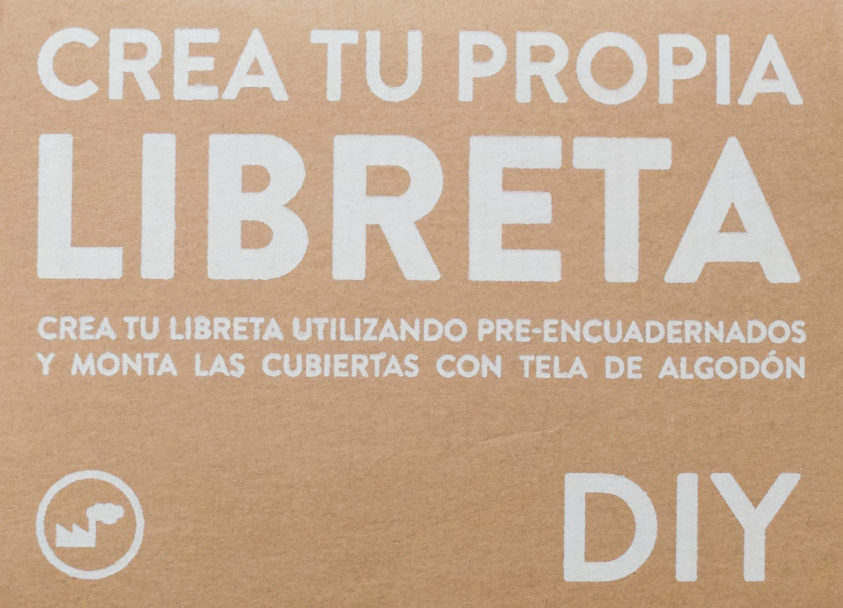 CREA TU PROPIA
LIBRETA
CREA TU LIBRETA UTILIZANDO PRE-ENCUADERNADOS
Y MONTA LAS CUBIERTAS CON TELA DE ALGODÓN
DIY